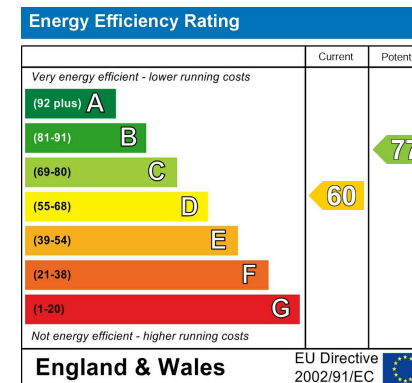 Energy Efficiency Rating
Current Potent
Very energy efficient - lower running costs
(92 plus) A
(81-91) B
77
(69-80) C
(55-68) D
60
(39-54) E
(21-38) F
(1-20) G
Not energy efficient - higher running costs
England & Wales
EU Directive
2002/91/EC